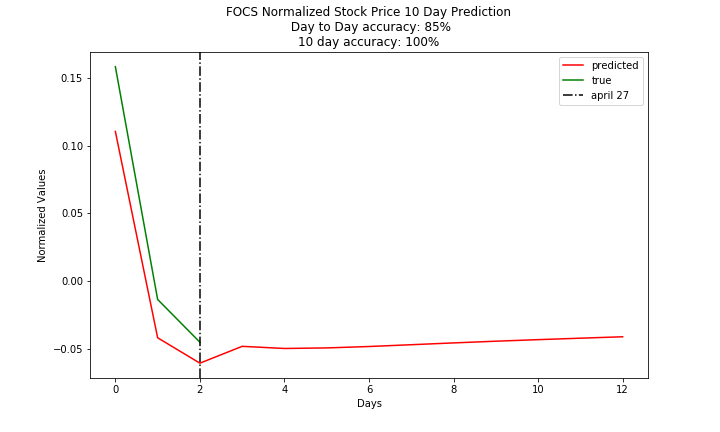 FOCS Normalized Stock Price 10 Day Prediction
Day to Day accuracy: 85%
10 day accuracy: 100%
predicted
true
april 27
0.15
0.10
0.05
0.00
−0.05
Normalized Values
0 2 4 6 8 10 12
Days